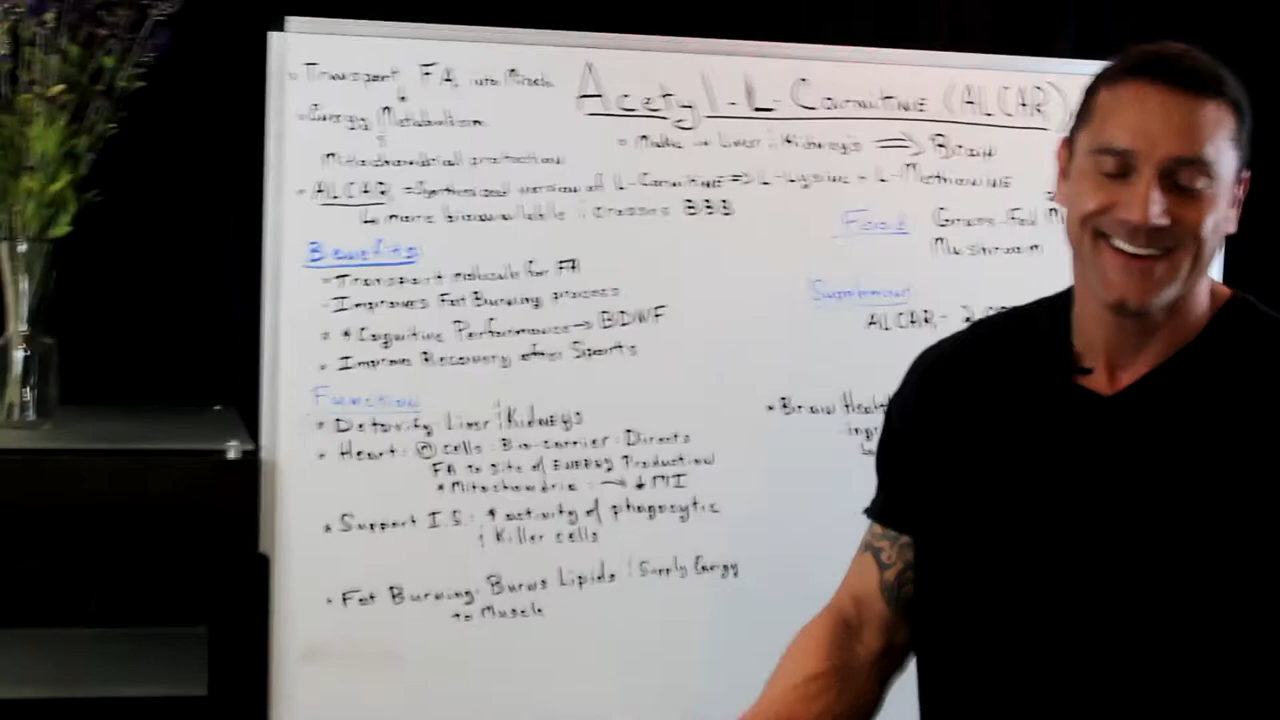 Acetyl-L-Carnitine (ALCAR)
• Transport FA into Mitoch.
• Energy Metabolism
Mitochondrial protection
• Make in Liver & Kidneys ⇒ Brain
• ALCAR = Synthesized version of L-Carnitine ⇒ L-Lysine + L-Methionine
↳ more bioavailable & crosses BBB
Benefits
• Transport molecule for FA
- Improves Fat Burning process
• ↑ Cognitive Performance → BDWF
• Improve Recovery after Sports
Function
• Detoxify Liver & Kidneys
• Heart: cells: Bio-carrier: Directs
FA to site of ENERGY Production
* Mitochondria: → ↓ MI
* Support I.S.: ↑ activity of phagocytic
& Killer cells
• Fat Burning, Burns Lipids & Supply Energy
to Muscle
Food
Grass-Fed
Mushroom
ALCAR -
• Brain Health